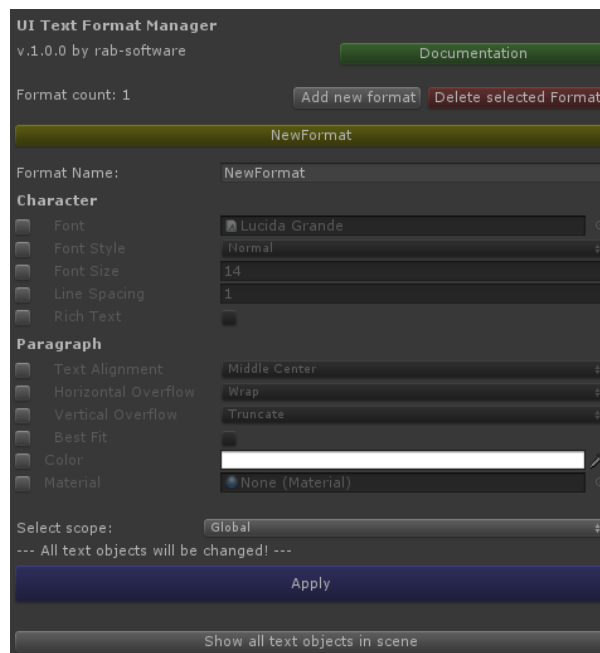 UI Text Format Manager
v.1.0.0 by rab-software Documentation
Format count: 1 Add new format Delete selected Format
NewFormat
Format Name: NewFormat
Character
Font Lucida Grande
Font Style Normal
Font Size 14
Line Spacing 1
Rich Text
Paragraph
Text Alignment Middle Center
Horizontal Overflow Wrap
Vertical Overflow Truncate
Best Fit
Color
Material None (Material)
Select scope: Global
--- All text objects will be changed! ---
Apply
Show all text objects in scene